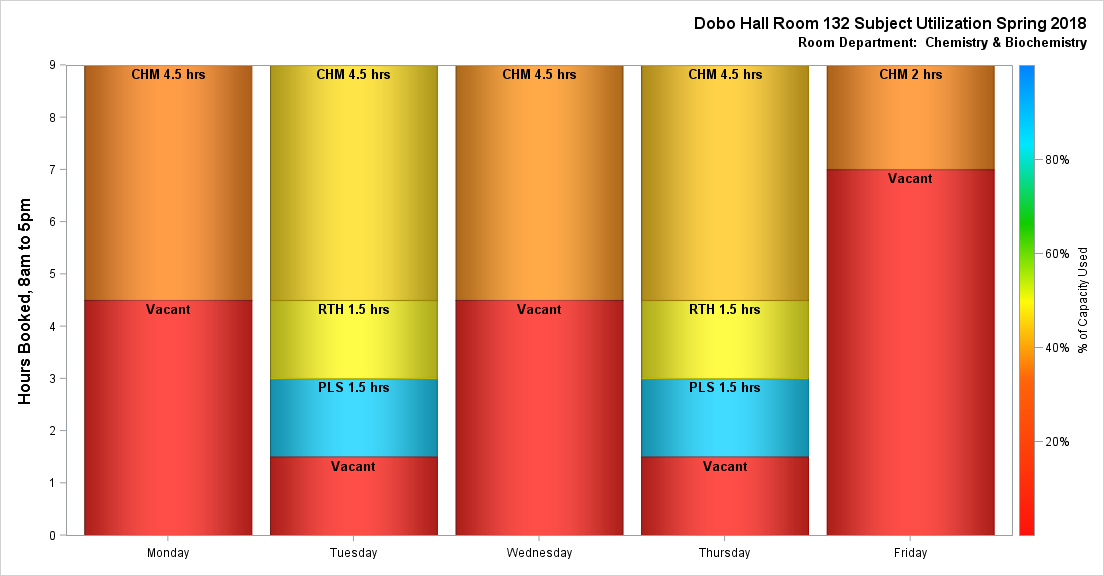 Dobo Hall Room 132 Subject Utilization Spring 2018
Room Department:  Chemistry & Biochemistry
Hours Booked, 8am to 5pm
9
8
7
6
5
4
3
2
1
0
CHM 4.5 hrs
Vacant
CHM 4.5 hrs
RTH 1.5 hrs
PLS 1.5 hrs
Vacant
CHM 4.5 hrs
Vacant
CHM 4.5 hrs
RTH 1.5 hrs
PLS 1.5 hrs
Vacant
CHM 2 hrs
Vacant
Monday
Tuesday
Wednesday
Thursday
Friday
80%
60%
40%
20%
% of Capacity Used